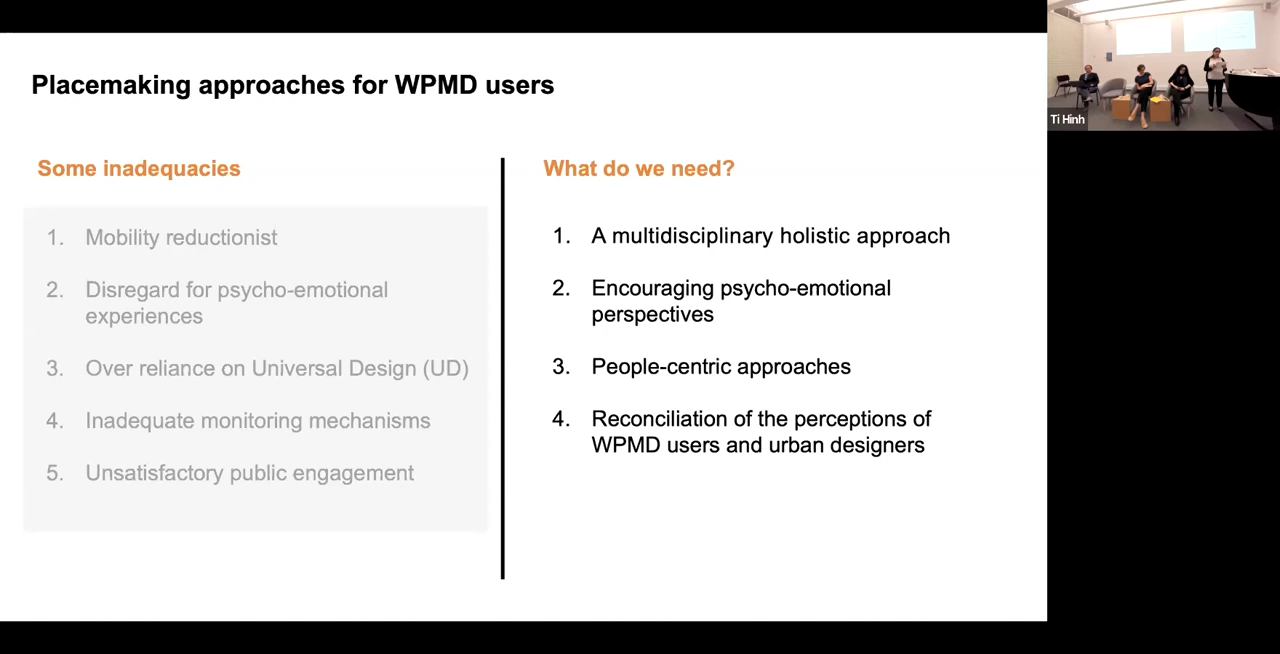 Placemaking approaches for WPMD users
Some inadequacies
1. Mobility reductionist
2. Disregard for psycho-emotional
experiences
3. Over reliance on Universal Design (UD)
4. Inadequate monitoring mechanisms
5. Unsatisfactory public engagement
What do we need?
1. A multidisciplinary holistic approach
2. Encouraging psycho-emotional
perspectives
3. People-centric approaches
4. Reconciliation of the perceptions of
WPMD users and urban designers
Ti Hinh